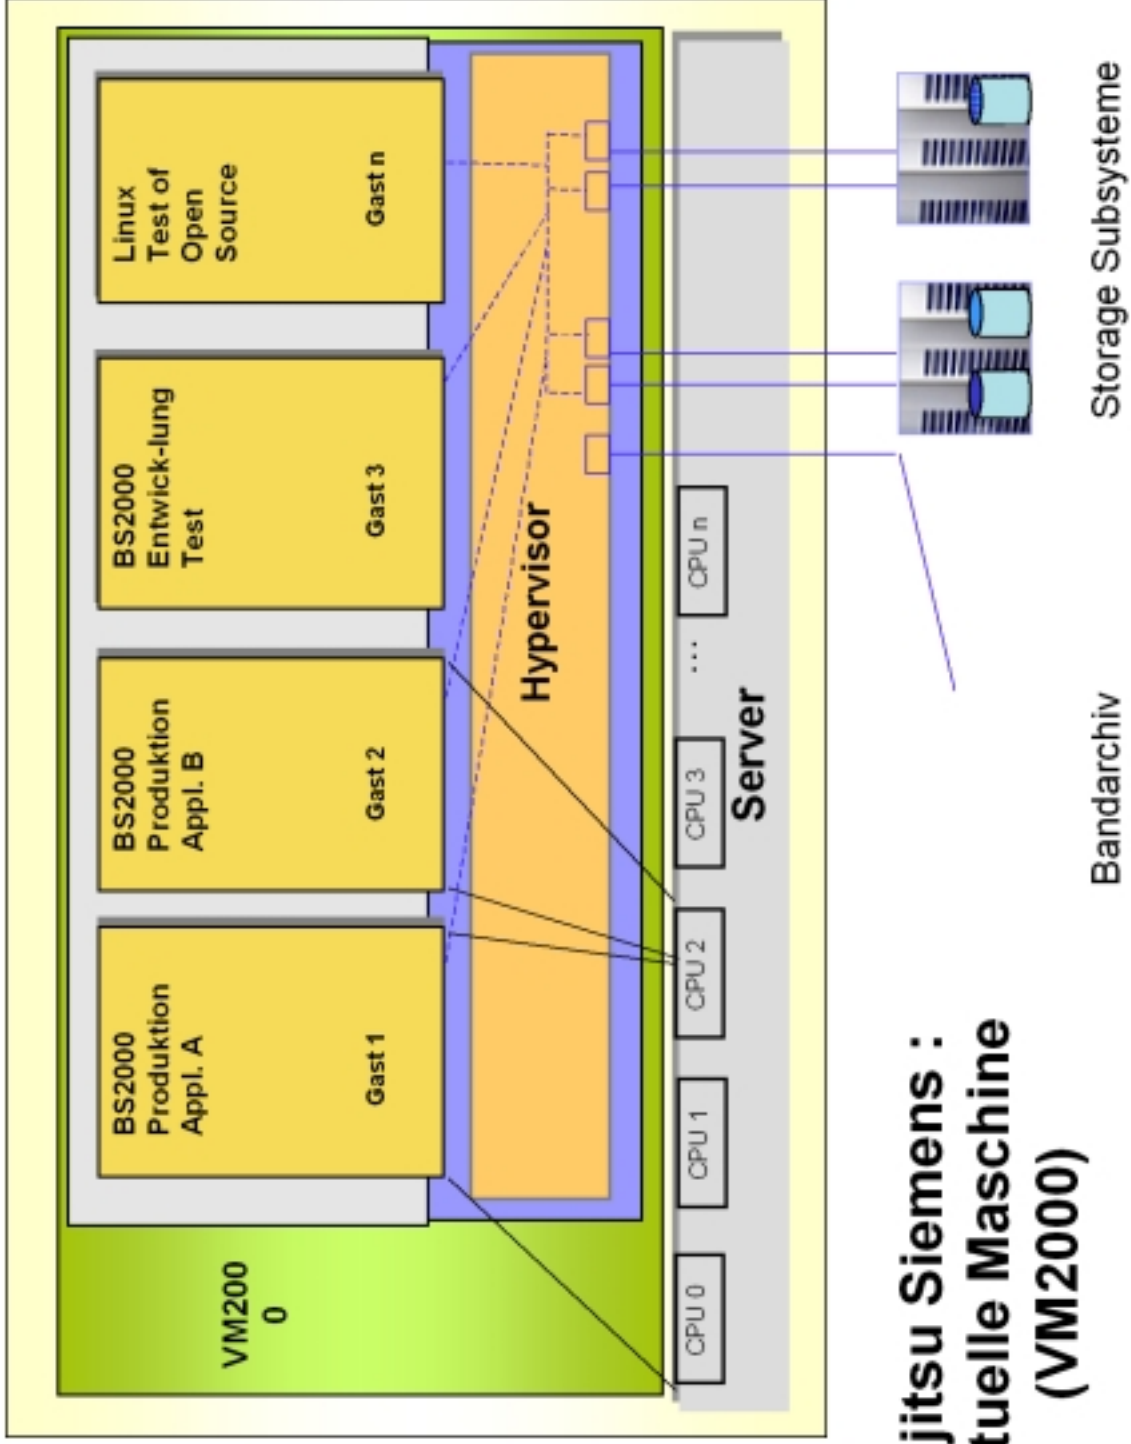 VM200
0
BS2000
Produktion
Appl. A
Gast 1
BS2000
Produktion
Appl. B
Gast 2
BS2000
Entwick-lung
Test
Gast 3
Linux
Test of
Open
Source
Gast n
Hypervisor
CPU 0
CPU 1
CPU 2
CPU 3
...
CPU n
Server
jitsu Siemens :
tuelle Maschine
(VM2000)
Bandarchiv
Storage Subsysteme